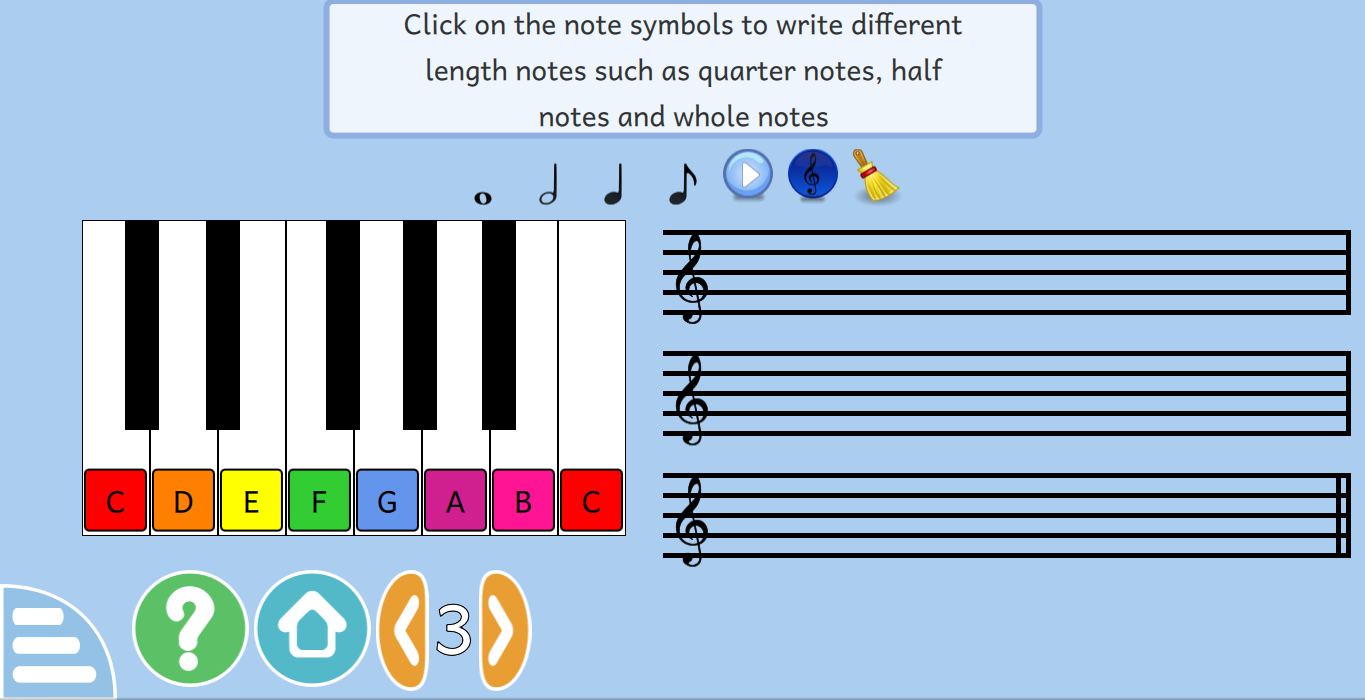 Click on the note symbols to write different
length notes such as quarter notes, half
notes and whole notes
C D E F G A B C
?
3